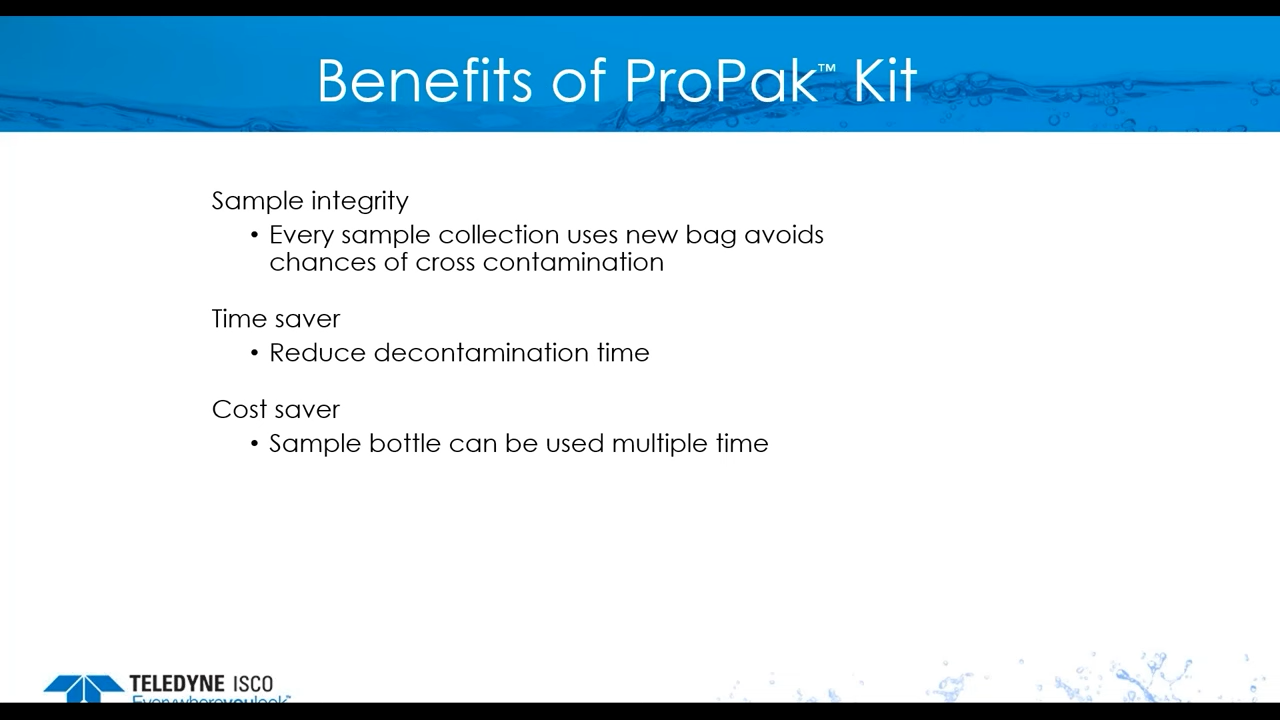 Benefits of ProPak™ Kit
Sample integrity
• Every sample collection uses new bag avoids
chances of cross contamination
Time saver
• Reduce decontamination time
Cost saver
• Sample bottle can be used multiple time
TELEDYNE ISCO
Everywhereyoulook™